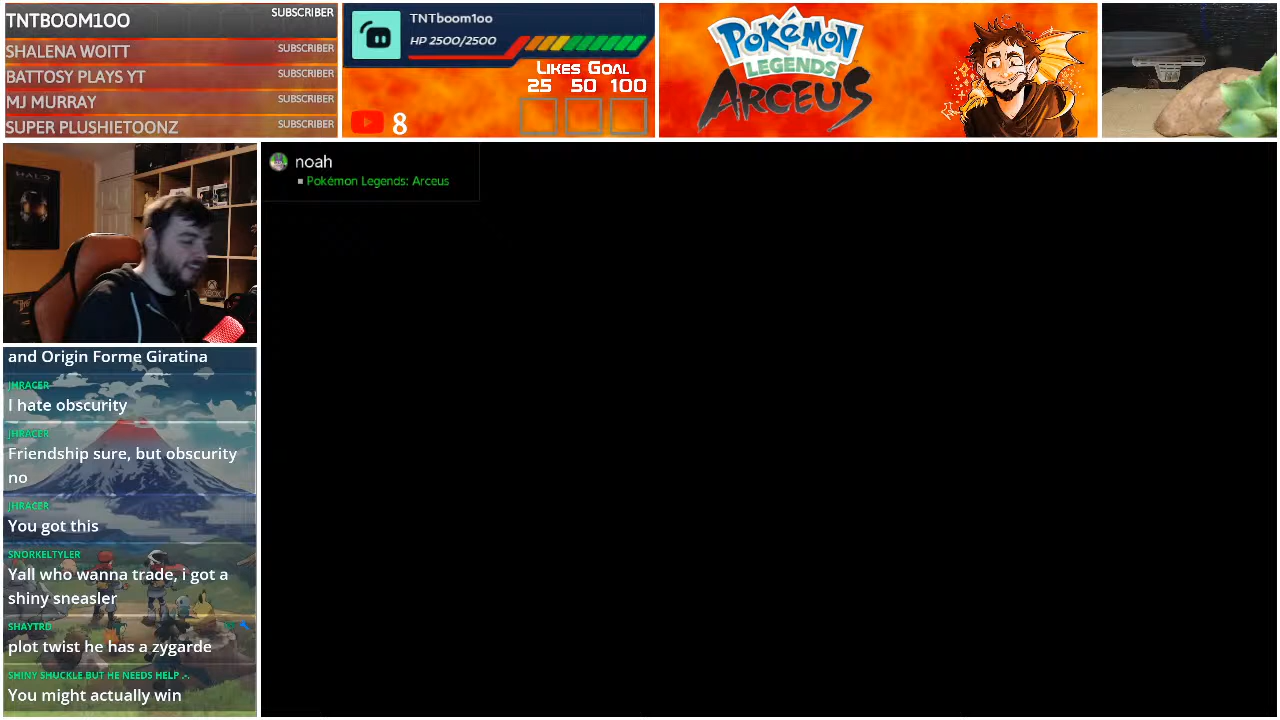 TNTBOOM1OO SUBSCRIBER
SHALENA WOITT SUBSCRIBER
BATTOSY PLAYS YT SUBSCRIBER
MJ MURRAY SUBSCRIBER
SUPER PLUSHIETOONZ SUBSCRIBER
TNTboom1oo
HP 2500/2500
LIKES GOAL
25 50 100
8
POKéMON
LEGENDS
ARCEUS
HALO
XBOX
noah
Pokémon Legends: Arceus
and Origin Forme Giratina
JHRACER
I hate obscurity
JHRACER
Friendship sure, but obscurity
no
JHRACER
You got this
SNORKELTYLER
Yall who wanna trade, i got a
shiny sneasler
SHAYTRD
plot twist he has a zygarde
SHINY SHUCKLE BUT HE NEEDS HELP .-.
You might actually win